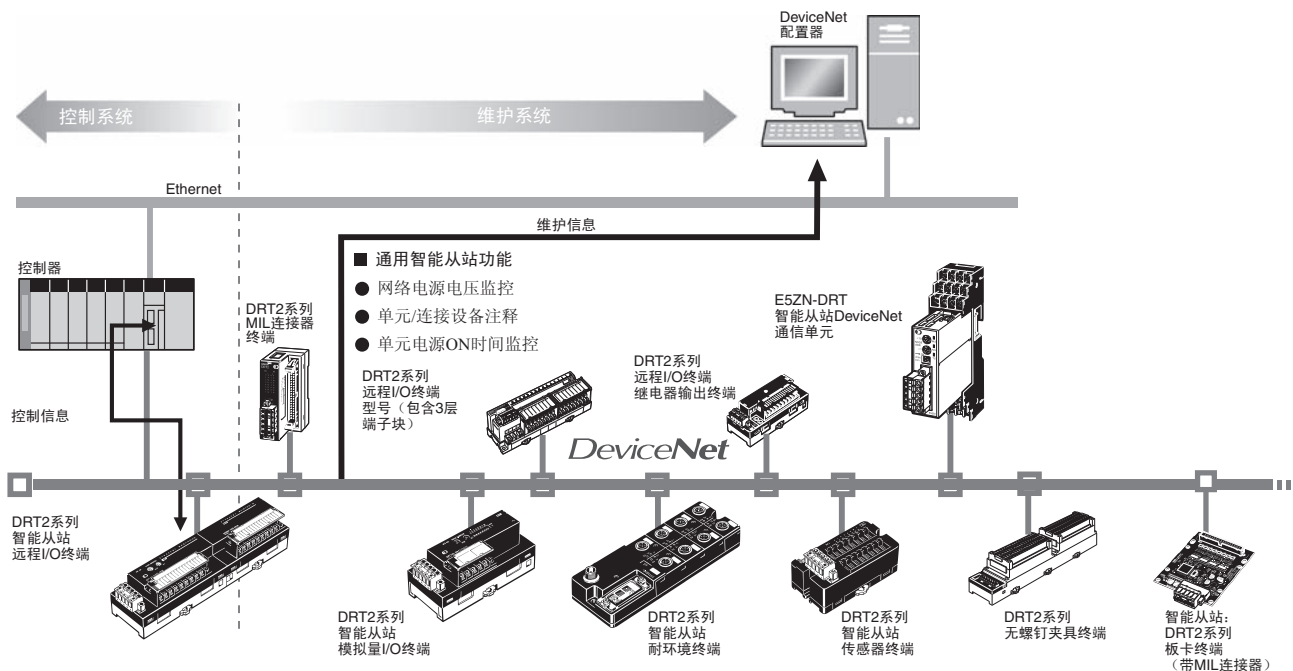 DeviceNet
配置器
控制系统
维护系统
Ethernet
维护信息
控制器
■ 通用智能从站功能
● 网络电源电压监控
● 单元/连接设备注释
● 单元电源ON时间监控
DRT2系列
MIL连接器
终端
E5ZN-DRT
智能从站DeviceNet
通信单元
DRT2系列
远程I/O终端
型号（包含3层
端子块）
DRT2系列
远程I/O终端
继电器输出终端
控制信息
DeviceNet
DRT2系列
智能从站
远程I/O终端
DRT2系列
智能从站
模拟量I/O终端
DRT2系列
智能从站
耐环境终端
DRT2系列
智能从站
传感器终端
DRT2系列
无螺钉夹具终端
智能从站：
DRT2系列
板卡终端
（带MIL连接器）